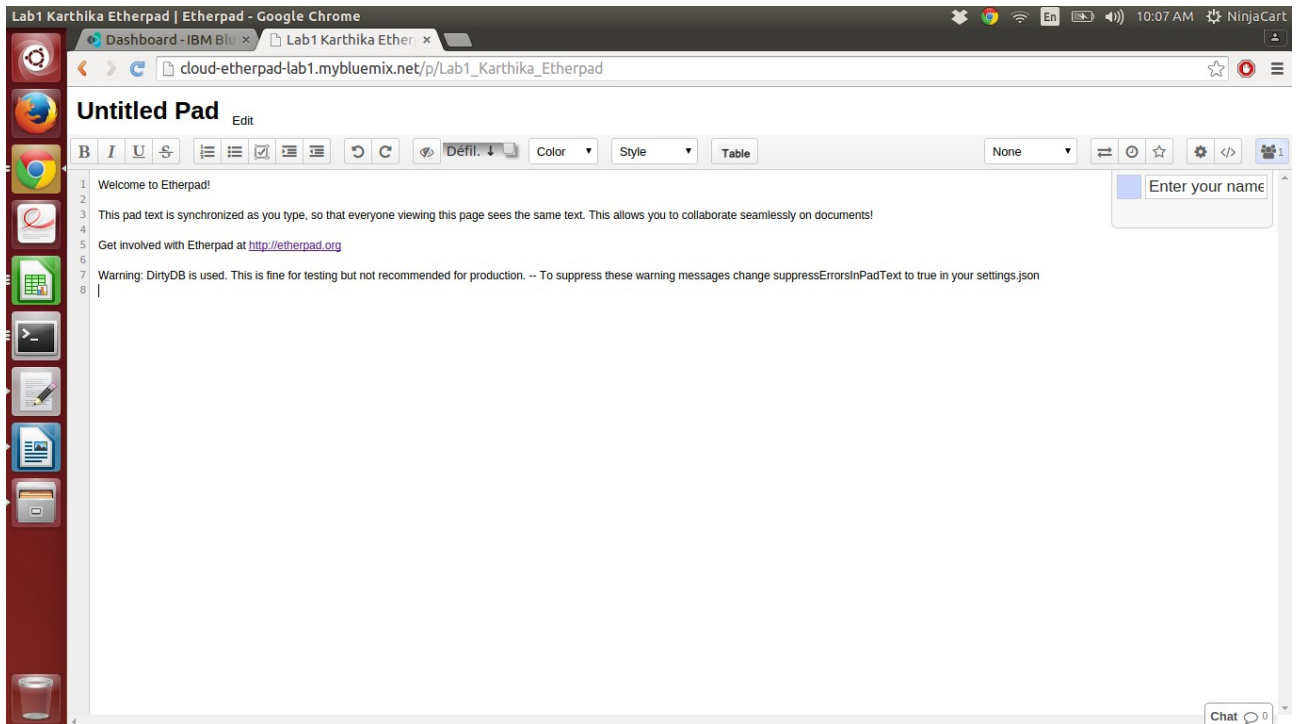 Lab1 Karthika Etherpad | Etherpad - Google Chrome
En
10:07 AM
NinjaCart
Dashboard - IBM Blu ×
Lab1 Karthika Ether ×
cloud-etherpad-lab1.mybluemix.net/p/Lab1_Karthika_Etherpad
Untitled Pad Edit
B I U S
Défil. ↓
Color
Style
Table
None
</>
1
Enter your name
1 Welcome to Etherpad!
2
3 This pad text is synchronized as you type, so that everyone viewing this page sees the same text. This allows you to collaborate seamlessly on documents!
4
5 Get involved with Etherpad at http://etherpad.org
6
7 Warning: DirtyDB is used. This is fine for testing but not recommended for production. -- To suppress these warning messages change suppressErrorsInPadText to true in your settings.json
8
Chat 0